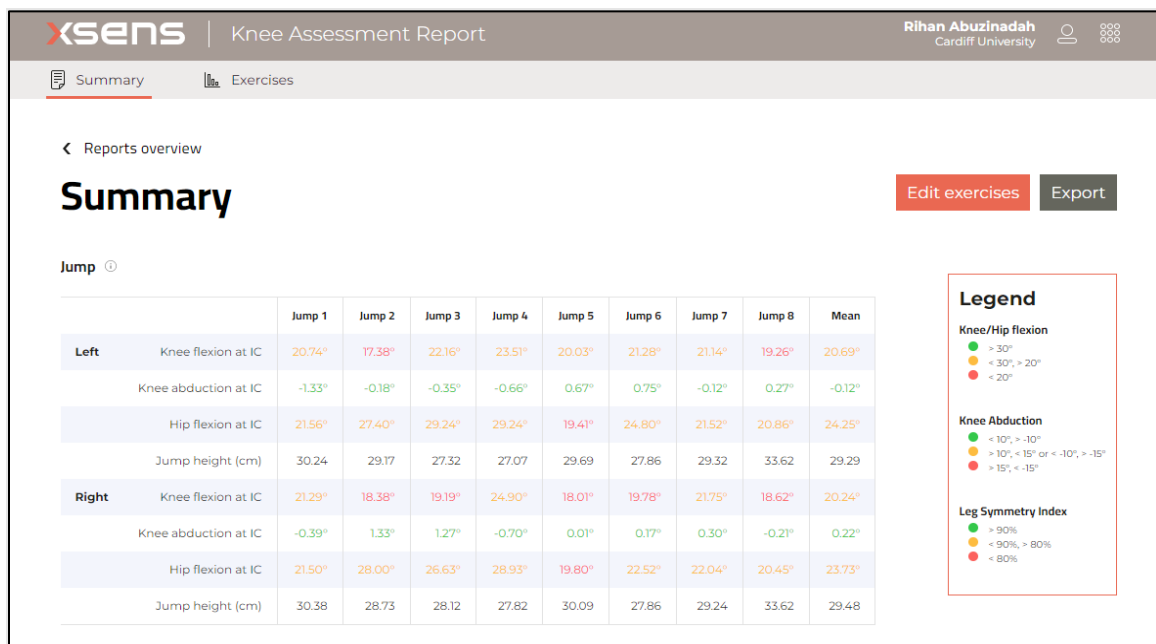 xsens | Knee Assessment Report
Rihan Abuzinadah
Cardiff University
Summary Exercises
Reports overview
Summary
Edit exercises Export
Jump
Jump 1 Jump 2 Jump 3 Jump 4 Jump 5 Jump 6 Jump 7 Jump 8 Mean
Left Knee flexion at IC 20.74° 17.38° 22.16° 23.51° 20.03° 21.28° 21.14° 19.26° 20.69°
Knee abduction at IC -1.33° -0.18° -0.35° -0.66° 0.67° 0.75° -0.12° 0.27° -0.12°
Hip flexion at IC 21.56° 27.40° 29.24° 29.24° 19.41° 24.80° 21.52° 20.86° 24.25°
Jump height (cm) 30.24 29.17 27.32 27.07 29.69 27.86 29.32 33.62 29.29
Right Knee flexion at IC 21.29° 18.38° 19.19° 24.90° 18.01° 19.78° 21.75° 18.62° 20.24°
Knee abduction at IC -0.39° 1.33° 1.27° -0.70° 0.01° 0.17° 0.30° -0.21° 0.22°
Hip flexion at IC 21.50° 28.00° 26.63° 28.93° 19.80° 22.52° 22.04° 20.45° 23.73°
Jump height (cm) 30.38 28.73 28.12 27.82 30.09 27.86 29.24 33.62 29.48
Legend
Knee/Hip flexion
> 30°
< 30°, > 20°
< 20°
Knee Abduction
< 10°, > -10°
> 10°, < 15° or < -10°, > -15°
> 15°, < -15°
Leg Symmetry Index
> 90%
< 90%, > 80%
< 80%